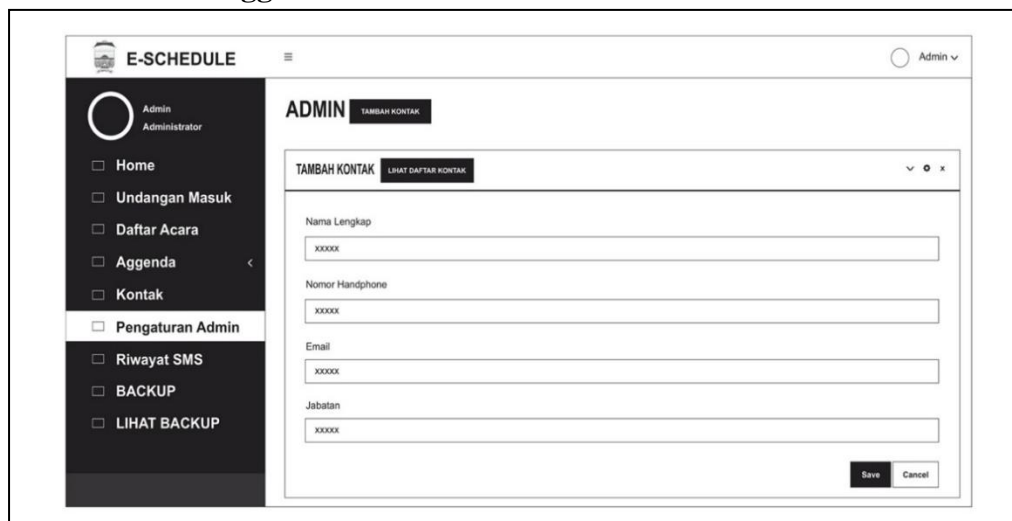 E-SCHEDULE
Admin
Admin
Administrator
Home
Undangan Masuk
Daftar Acara
Aggenda
Kontak
Pengaturan Admin
Riwayat SMS
BACKUP
LIHAT BACKUP
ADMIN TAMBAH KONTAK
TAMBAH KONTAK LIHAT DAFTAR KONTAK
Nama Lengkap
xxxxx
Nomor Handphone
xxxxx
Email
xxxxx
Jabatan
xxxxx
Save Cancel